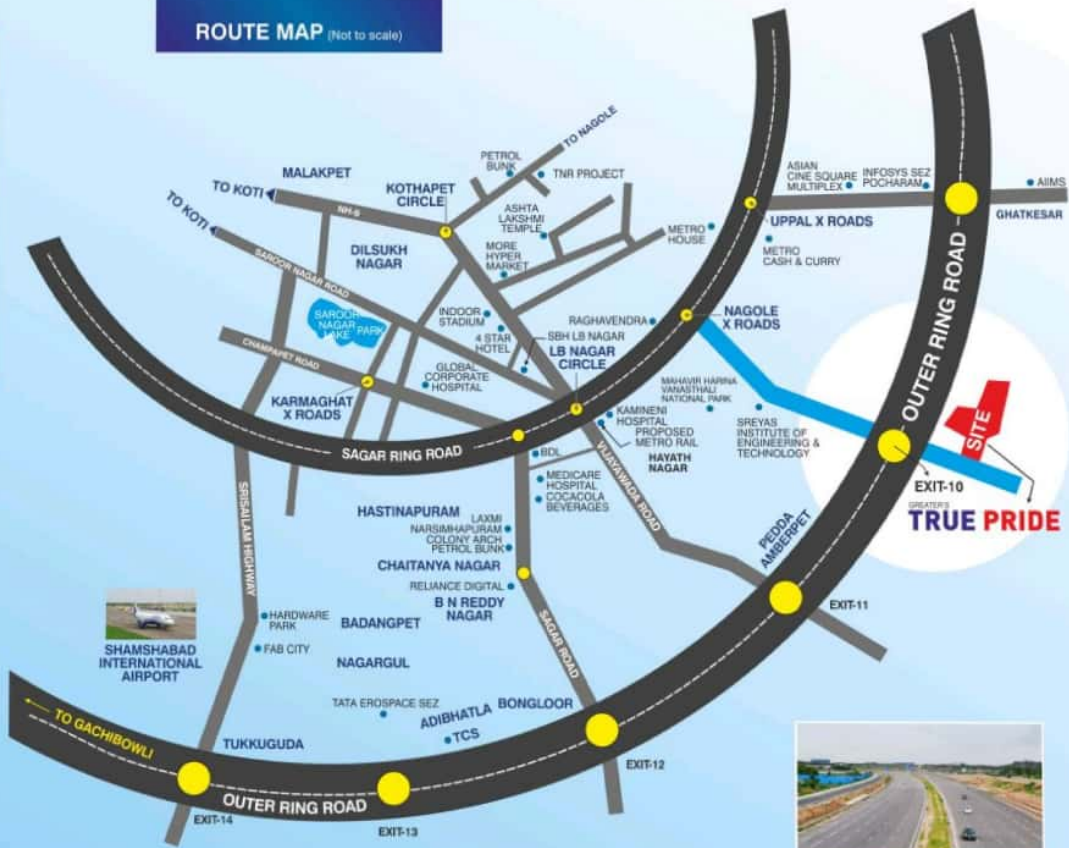 ROUTE MAP (Not to scale)
TO NAGOLE
PETROL
BUNK
TNR PROJECT
MALAKPET
TO KOTI
KOTHAPET
CIRCLE
NH-9
TO KOTI
ASIAN
CINE SQUARE
MULTIPLEX
INFOSYS SEZ
POCHARAM
AIIMS
GHATKESAR
UPPAL X ROADS
METRO
CASH & CURRY
METRO
HOUSE
ASHTA
LAKSHMI
TEMPLE
MORE
HYPER
MARKET
DILSUKH
NAGAR
SAROOR NAGAR ROAD
SAROOR
NAGAR
LAKE
PARK
INDOOR
STADIUM
4 STAR
HOTEL
RAGHAVENDRA
SBH LB NAGAR
LB NAGAR
CIRCLE
NAGOLE
X ROADS
OUTER RING ROAD
CHAMPAPET ROAD
GLOBAL
CORPORATE
HOSPITAL
KARMAGHAT
X ROADS
MAHAVIR HARINA
VANASTHALI
NATIONAL PARK
SREYAS
INSTITUTE OF
ENGINEERING &
TECHNOLOGY
KAMINENI
HOSPITAL
PROPOSED
METRO RAIL
HAYATH
NAGAR
SITE
EXIT-10
GREATER'S
TRUE PRIDE
SAGAR RING ROAD
BDL
MEDICARE
HOSPITAL
COCACOLA
BEVERAGES
VIJAYAWADA ROAD
SRISAILAM HIGHWAY
HASTINAPURAM
LAXMI
NARSIMHAPURAM
COLONY ARCH
PETROL BUNK
CHAITANYA NAGAR
RELIANCE DIGITAL
B N REDDY
NAGAR
PEDDA
AMBERPET
EXIT-11
HARDWARE
PARK
FAB CITY
BADANGPET
NAGARGUL
SAGAR ROAD
SHAMSHABAD
INTERNATIONAL
AIRPORT
TATA EROSPACE SEZ
ADIBHATLA
TCS
BONGLOOR
TO GACHIBOWLI
TUKKUGUDA
EXIT-12
OUTER RING ROAD
EXIT-14
EXIT-13